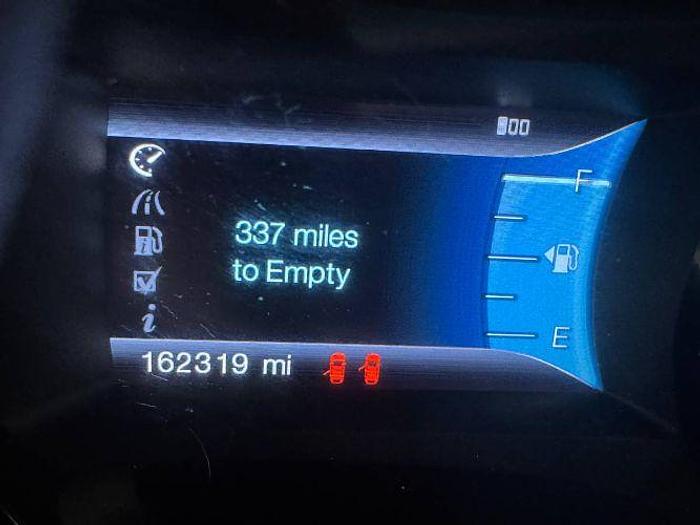 F
337 miles
to Empty
E
162319 mi